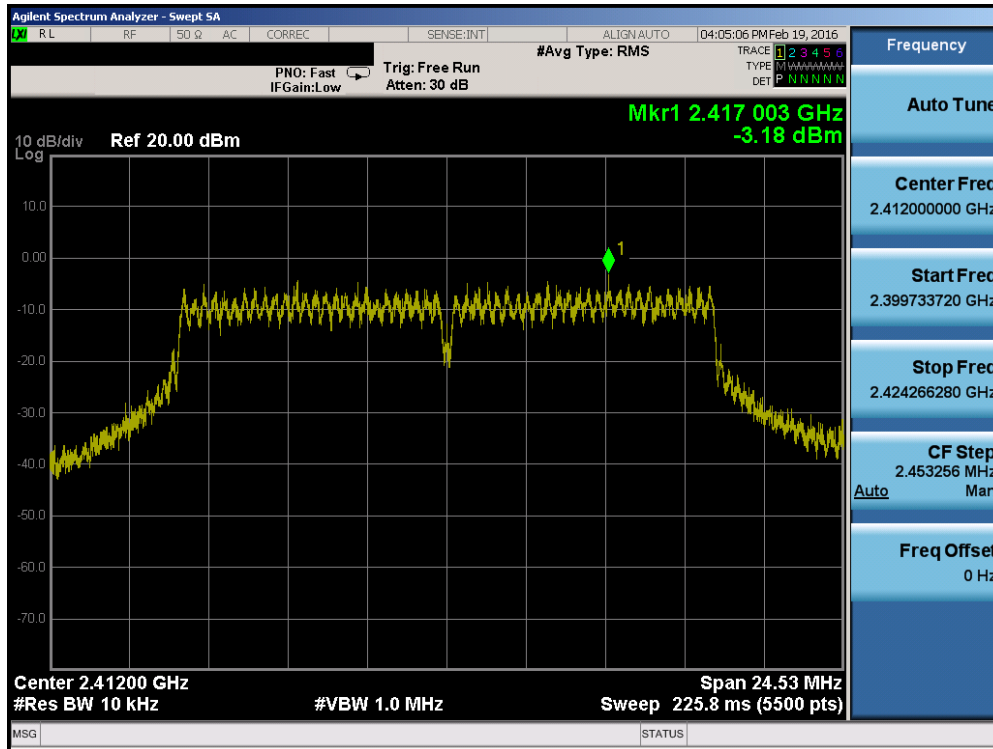 Agilent Spectrum Analyzer - Swept SA
LXI RL RF 50 Ω AC CORREC SENSE:INT ALIGN AUTO 04:05:06 PM Feb 19, 2016
#Avg Type: RMS TRACE 1 2 3 4 5 6
PNO: Fast Trig: Free Run TYPE M WWWWW
IFGain:Low Atten: 30 dB DET P N N N N N
Mkr1 2.417 003 GHz
-3.18 dBm
10 dB/div Ref 20.00 dBm
Log
10.0
0.00
1
-10.0
-20.0
-30.0
-40.0
-50.0
-60.0
-70.0
Center 2.41200 GHz Span 24.53 MHz
#Res BW 10 kHz #VBW 1.0 MHz Sweep 225.8 ms (5500 pts)
MSG STATUS
Frequency
Auto Tune
Center Freq
2.412000000 GHz
Start Freq
2.399733720 GHz
Stop Freq
2.424266280 GHz
CF Step
2.453256 MHz
Auto Man
Freq Offset
0 Hz